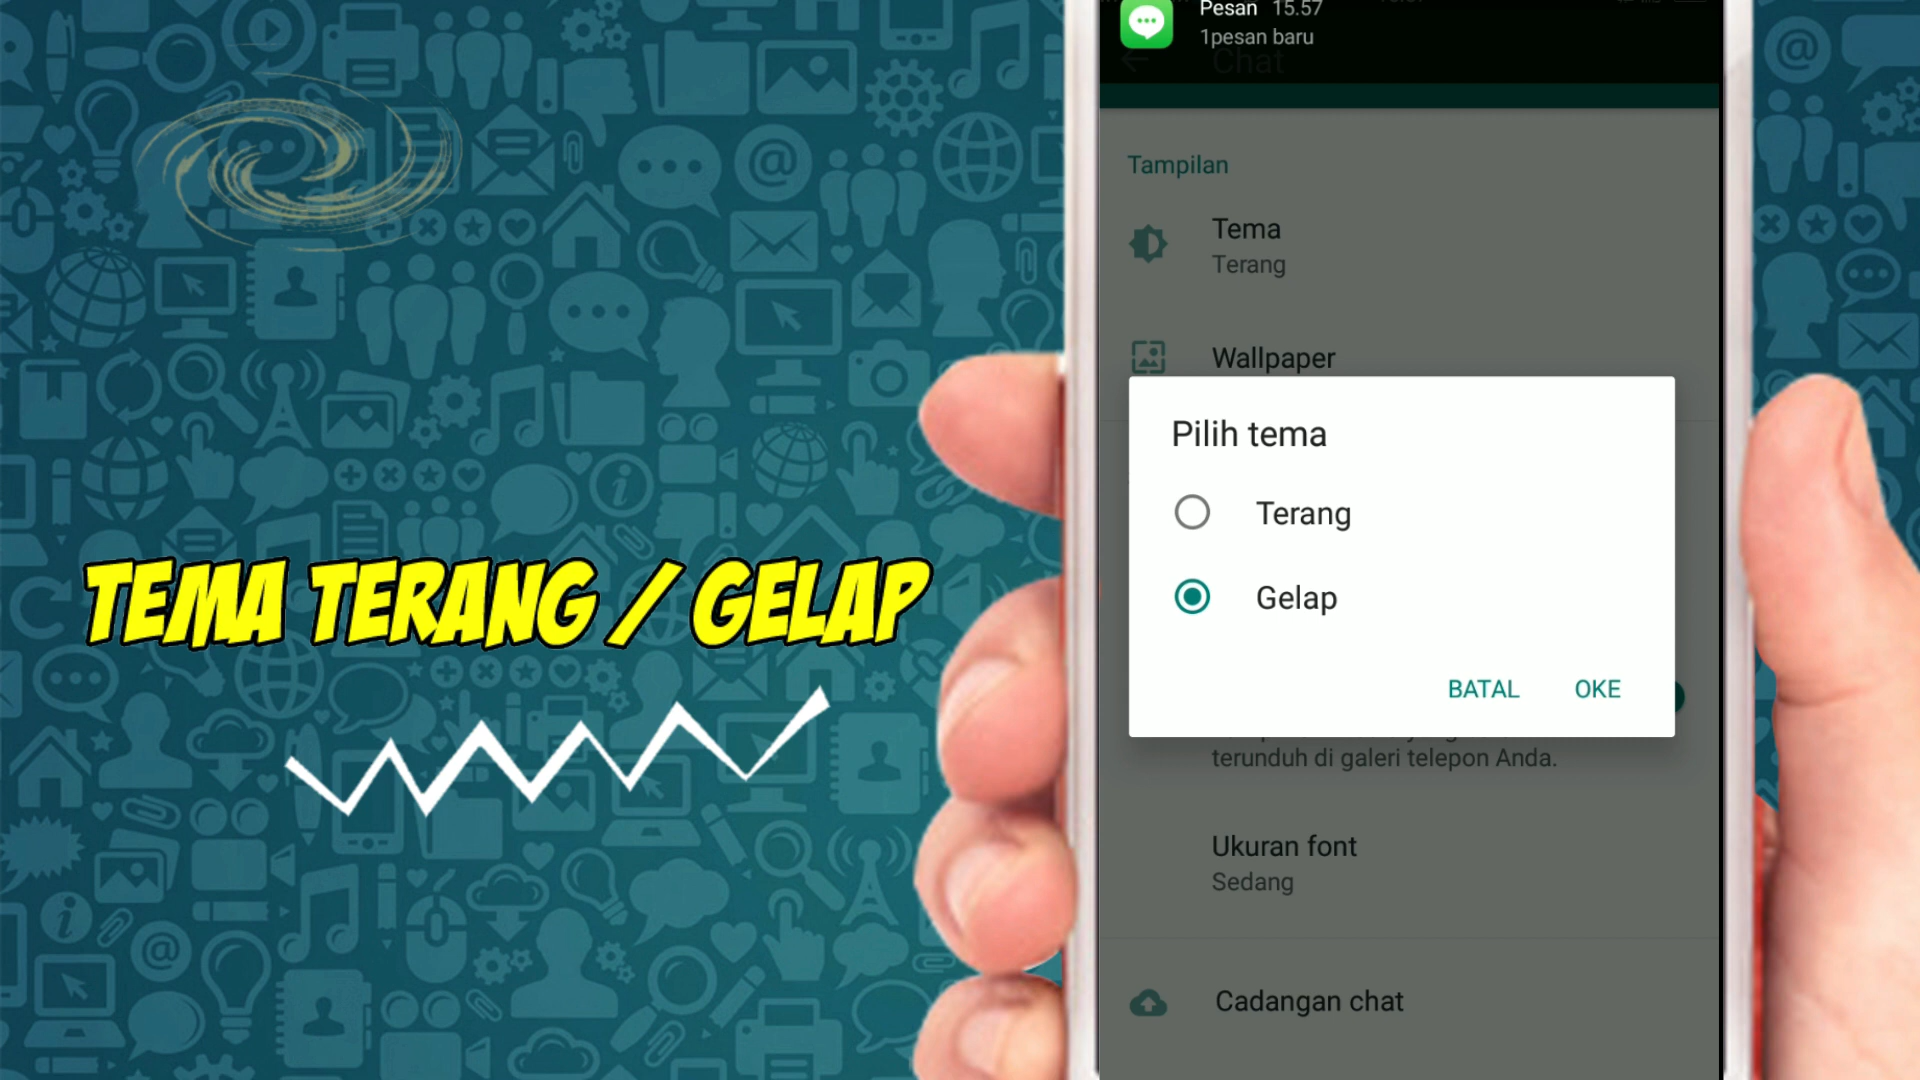 Pesan 15.57
1pesan baru
Chat
Tampilan
Tema
Terang
Wallpaper
Pilih tema
Terang
Gelap
BATAL OKE
terunduh di galeri telepon Anda.
Ukuran font
Sedang
Cadangan chat
TEMA TERANG / GELAP